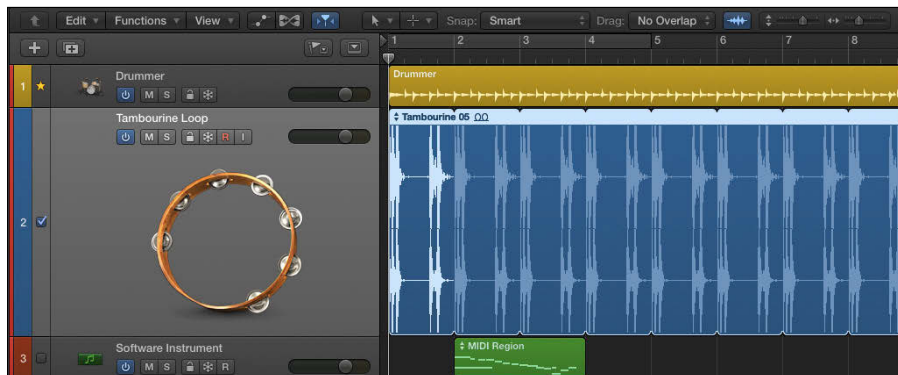 Edit Functions View Snap: Smart Drag: No Overlap
1 2 3 4 5 6 7 8
1 Drummer
M S
Drummer
2 Tambourine Loop
M S R I
Tambourine 05
3 Software Instrument
M S R
MIDI Region